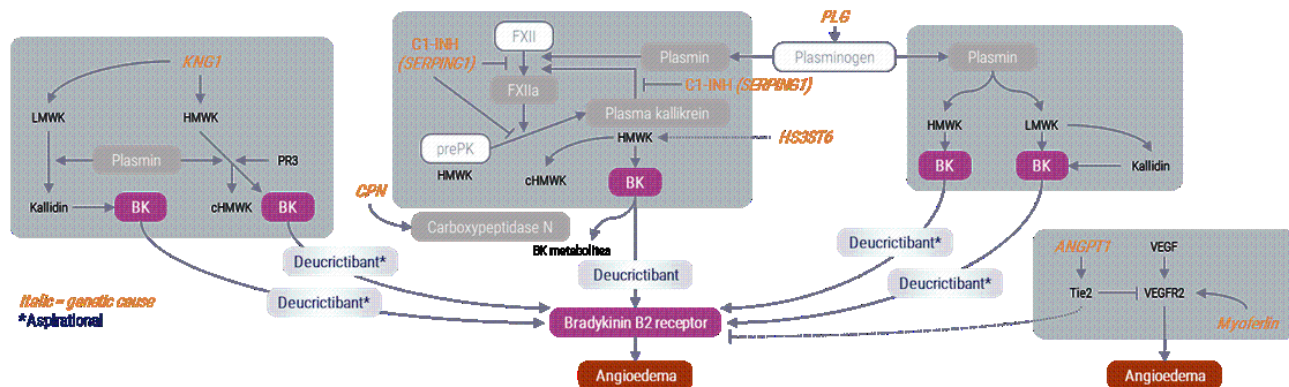 KNG1
LMWK
HMWK
Plasmin
PR3
Kallidin
BK
cHMWK
BK
Italic = genetic cause
*Aspirational
FXII
C1-INH
(SERPING1)
FXIIa
Plasmin
C1-INH (SERPING1)
Plasma kallikrein
prePK
HMWK
HMWK
HS3ST6
cHMWK
BK
CPN
Carboxypeptidase N
BK metabolites
PLG
Plasminogen
Plasmin
HMWK
LMWK
BK
BK
Kallidin
Deucrictibant*
Deucrictibant*
Deucrictibant
Deucrictibant*
Deucrictibant*
Bradykinin B2 receptor
Angioedema
ANGPT1
VEGF
Tie2
VEGFR2
Myoferlin
Angioedema